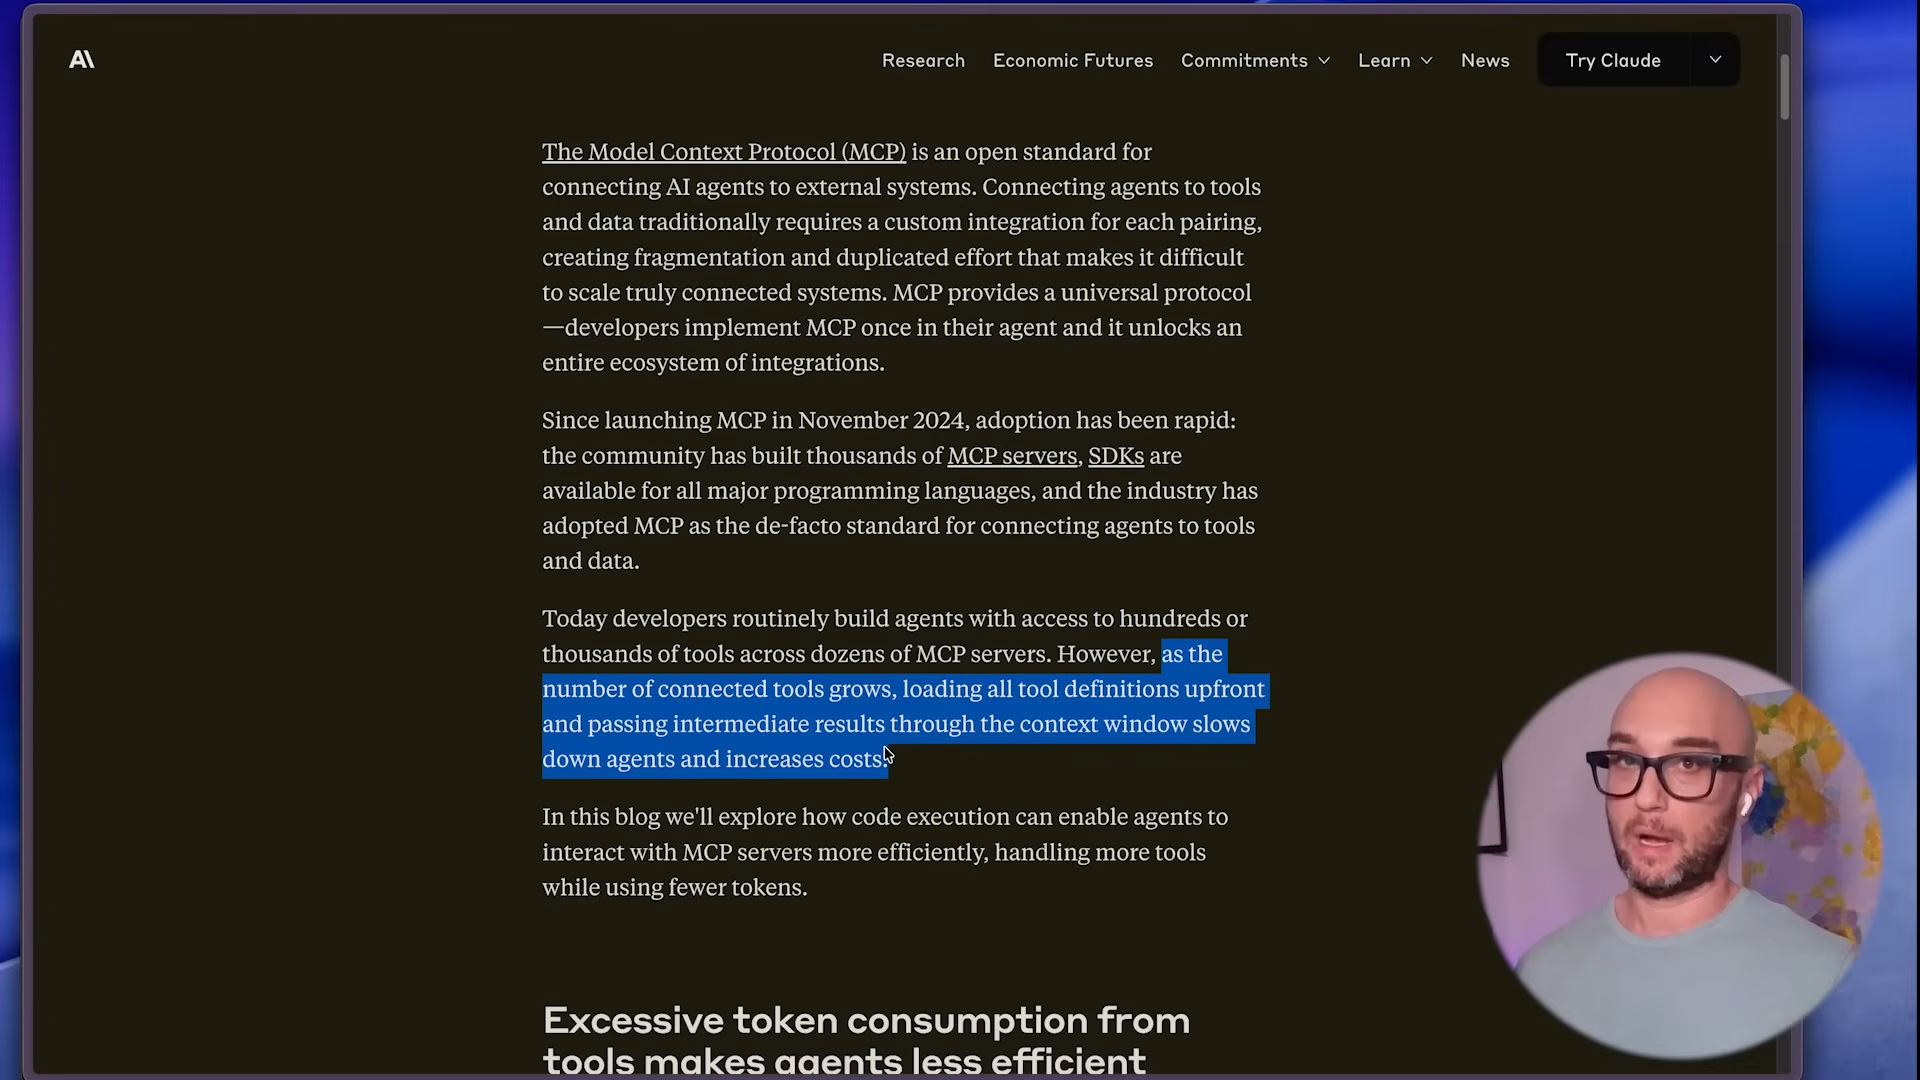 A\
Research Economic Futures Commitments Learn News Try Claude
The Model Context Protocol (MCP) is an open standard for
connecting AI agents to external systems. Connecting agents to tools
and data traditionally requires a custom integration for each pairing,
creating fragmentation and duplicated effort that makes it difficult
to scale truly connected systems. MCP provides a universal protocol
—developers implement MCP once in their agent and it unlocks an
entire ecosystem of integrations.
Since launching MCP in November 2024, adoption has been rapid:
the community has built thousands of MCP servers, SDKs are
available for all major programming languages, and the industry has
adopted MCP as the de-facto standard for connecting agents to tools
and data.
Today developers routinely build agents with access to hundreds or
thousands of tools across dozens of MCP servers. However, as the
number of connected tools grows, loading all tool definitions upfront
and passing intermediate results through the context window slows
down agents and increases costs.
In this blog we'll explore how code execution can enable agents to
interact with MCP servers more efficiently, handling more tools
while using fewer tokens.
Excessive token consumption from
tools makes agents less efficient